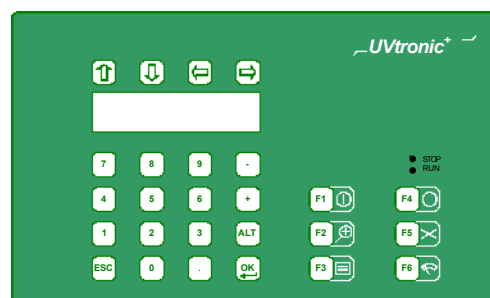 UVtronic+
7 8 9 - STOP
RUN
4 5 6 + F1 F4
1 2 3 ALT F2 F5
ESC 0 . OK F3 F6